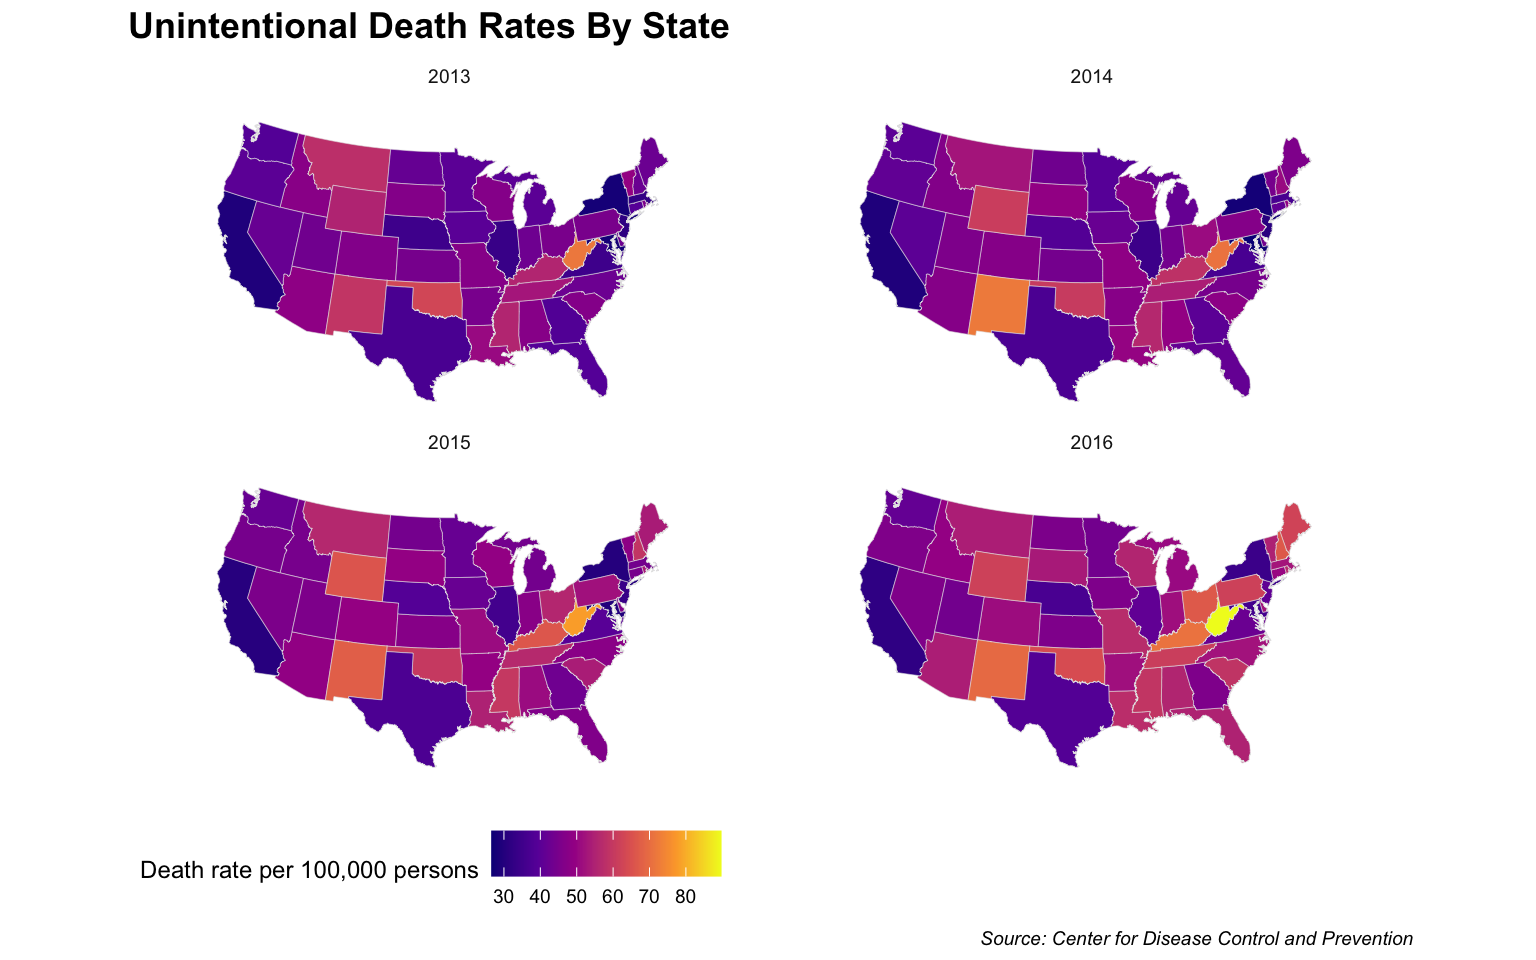 Unintentional Death Rates By State
2013
2014
2015
2016
Death rate per 100,000 persons
30 40 50 60 70 80
Source: Center for Disease Control and Prevention